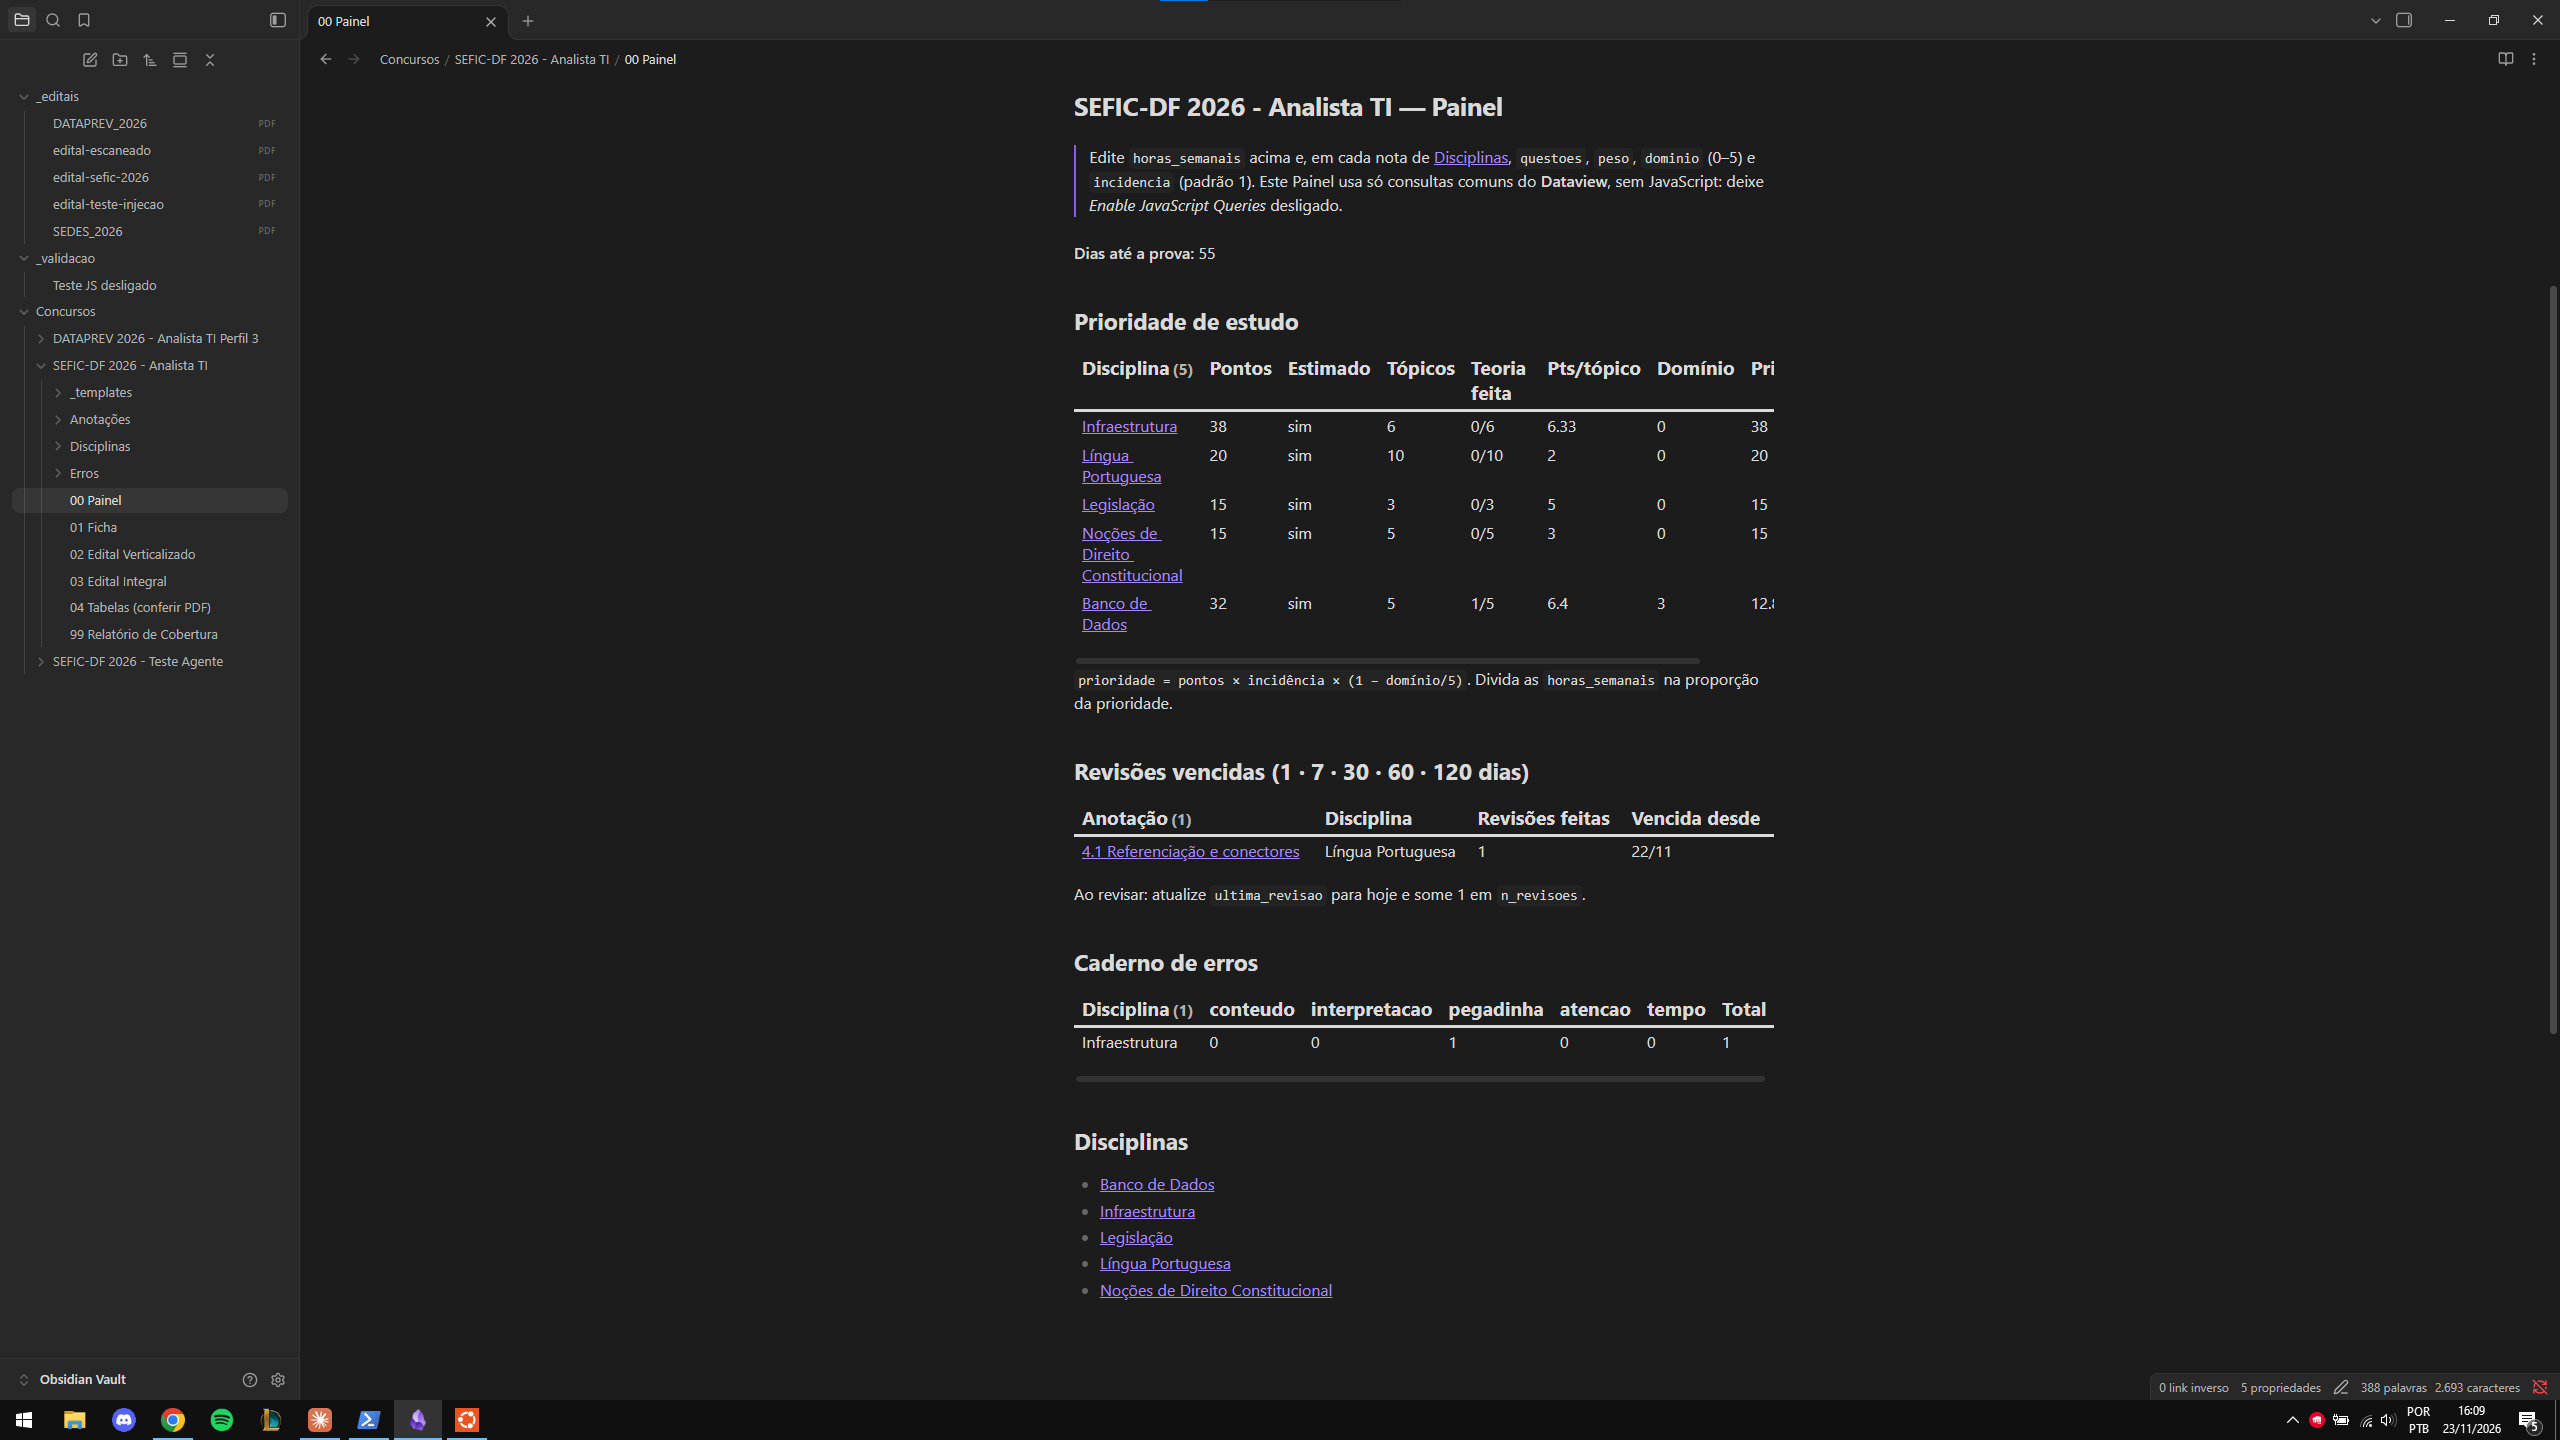 00 Painel
Concursos / SEFIC-DF 2026 - Analista TI / 00 Painel
_editais
DATAPREV_2026 PDF
edital-escaneado PDF
edital-sefic-2026 PDF
edital-teste-injecao PDF
SEDES_2026 PDF
_validacao
Teste JS desligado
Concursos
DATAPREV 2026 - Analista TI Perfil 3
SEFIC-DF 2026 - Analista TI
_templates
Anotações
Disciplinas
Erros
00 Painel
01 Ficha
02 Edital Verticalizado
03 Edital Integral
04 Tabelas (conferir PDF)
99 Relatório de Cobertura
SEFIC-DF 2026 - Teste Agente
Obsidian Vault
SEFIC-DF 2026 - Analista TI — Painel
Edite horas_semanais acima e, em cada nota de Disciplinas, questoes, peso, dominio (0–5) e
incidencia (padrão 1). Este Painel usa só consultas comuns do Dataview, sem JavaScript: deixe
Enable JavaScript Queries desligado.
Dias até a prova: 55
Prioridade de estudo
Disciplina (5) Pontos Estimado Tópicos Teoria feita Pts/tópico Domínio Pri
Infraestrutura 38 sim 6 0/6 6.33 0 38
Língua Portuguesa 20 sim 10 0/10 2 0 20
Legislação 15 sim 3 0/3 5 0 15
Noções de Direito Constitucional 15 sim 5 0/5 3 0 15
Banco de Dados 32 sim 5 1/5 6.4 3 12.8
prioridade = pontos × incidência × (1 − domínio/5). Divida as horas_semanais na proporção
da prioridade.
Revisões vencidas (1 · 7 · 30 · 60 · 120 dias)
Anotação (1) Disciplina Revisões feitas Vencida desde
4.1 Referenciação e conectores Língua Portuguesa 1 22/11
Ao revisar: atualize ultima_revisao para hoje e some 1 em n_revisoes.
Caderno de erros
Disciplina (1) conteudo interpretacao pegadinha atencao tempo Total
Infraestrutura 0 0 1 0 0 1
Disciplinas
Banco de Dados
Infraestrutura
Legislação
Língua Portuguesa
Noções de Direito Constitucional
0 link inverso 5 propriedades 388 palavras 2.693 caracteres
POR
PTB
16:09
23/11/2026
5